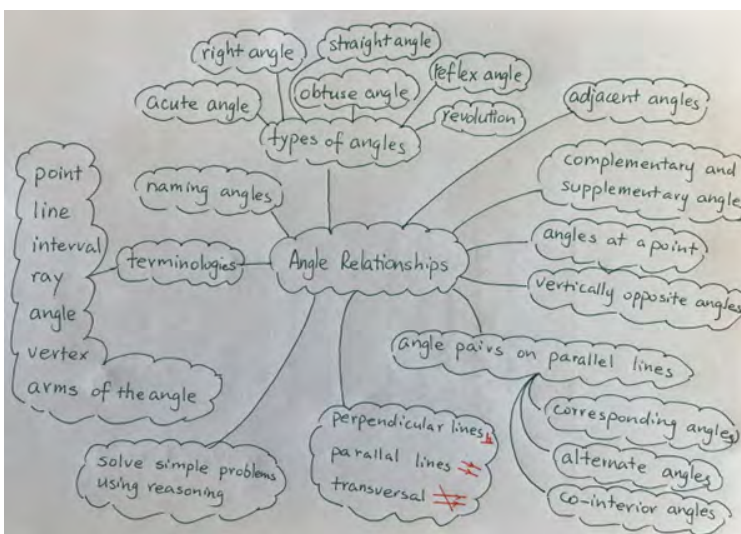 right angle
straight angle
reflex angle
acute angle
obtuse angle
revolution
types of angles
adjacent angles
complementary and
supplementary angle
naming angles
angles at a point
vertically opposite angles
point
line
interval
ray
angle
vertex
arms of the angle
terminologies
Angle Relationships
angle pairs on parallel lines
corresponding angles
alternate angles
co-interior angles
perpendicular lines
parallal lines
transversal
solve simple problems
using reasoning